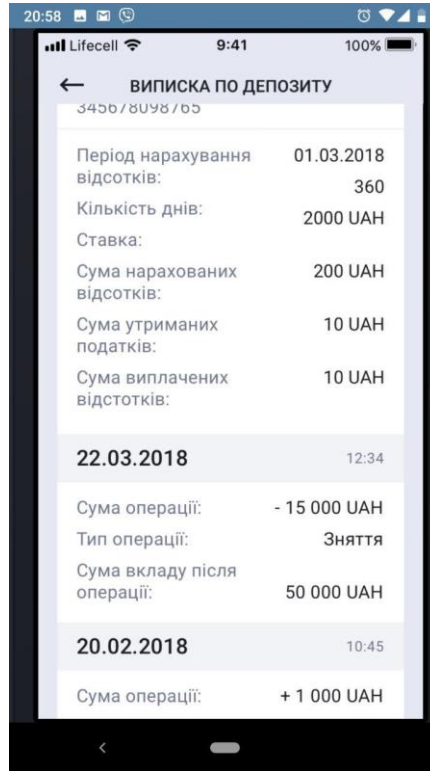 20:58
Lifecell 9:41 100%
ВИПИСКА ПО ДЕПОЗИТУ
345678098765
Період нарахування 01.03.2018
відсотків:
360
Кількість днів:
2000 UAH
Ставка:
Сума нарахованих 200 UAH
відсотків:
Сума утриманих 10 UAH
податків:
Сума виплачених 10 UAH
відстотків:
22.03.2018 12:34
Сума операції: - 15 000 UAH
Тип операції: Зняття
Сума вкладу після
операції: 50 000 UAH
20.02.2018 10:45
Сума операції: + 1 000 UAH